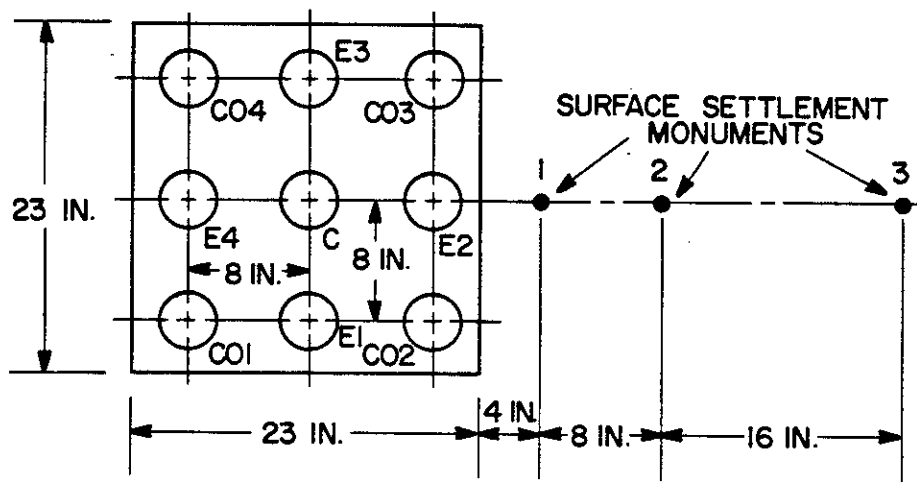 E3
CO4
CO3
SURFACE SETTLEMENT
MONUMENTS
1
2
3
23 IN.
E4
C
E2
8 IN.
8 IN.
CO1
E1
CO2
4 IN.
23 IN.
8 IN.
16 IN.